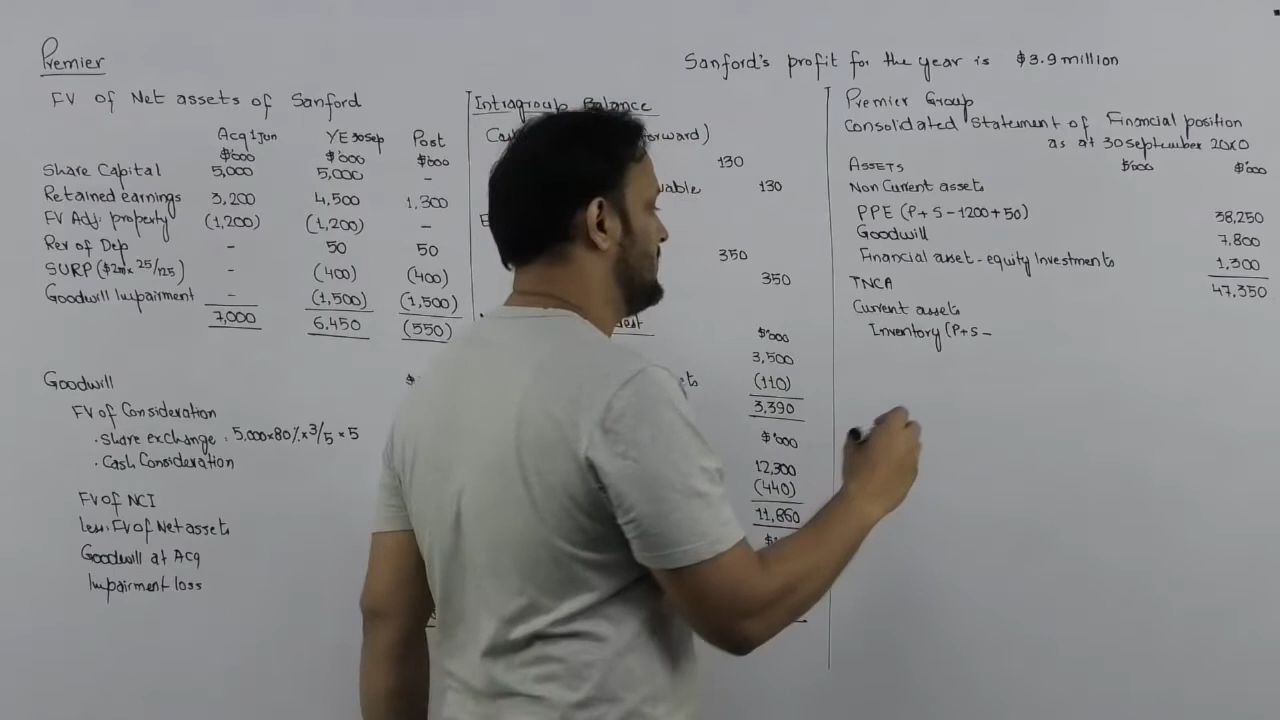 Premier
Sanford's profit for the year is $3.9 million
FV of Net assets of Sanford
Acq 1 Jun YE 30 Sep Post
$'000 $'000 $'000
Share Capital 5,000 5,000 -
Retained earnings 3,200 4,500 1,300
FV Adj: property (1,200) (1,200) -
Rev of Dep - 50 50
SURP ($2m x 25/125) - (400) (400)
Goodwill Impairment - (1,500) (1,500)
7,000 6,450 (550)
Goodwill
FV of Consideration
• Share exchange : 5,000x80% x 3/5 x 5
• Cash Consideration
FV of NCI
less: FV of Net assets
Goodwill at Acq
Impairment loss
Intragroup Balance
130
130
350
350
$'000
3,500
(110)
3,390
$'000
12,300
(440)
11,860
Premier Group
Consolidated Statement of Financial position
as at 30 September 20X0
ASSETS $'000 $'000
Non Current assets
PPE (P + S - 1200 + 50) 38,250
Goodwill 7,800
Financial asset - equity Investments 1,300
TNCA 47,350
Current assets
Inventory (P+S -